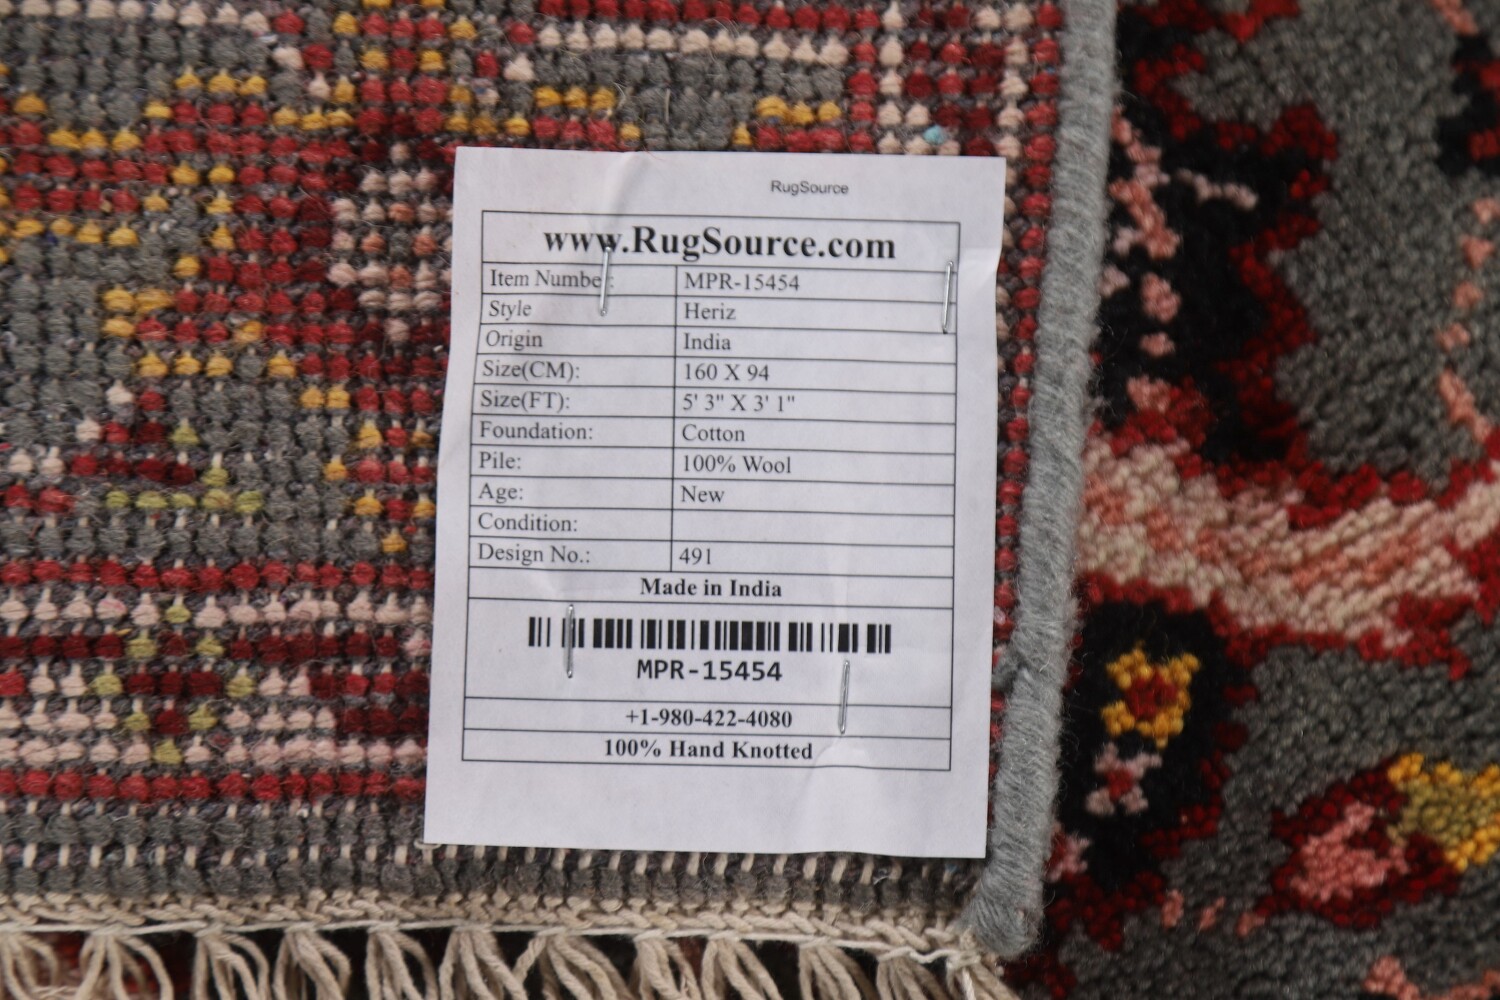 RugSource
www.RugSource.com
Item Number: MPR-15454
Style Heriz
Origin India
Size(CM): 160 X 94
Size(FT): 5' 3" X 3' 1"
Foundation: Cotton
Pile: 100% Wool
Age: New
Condition:
Design No.: 491
Made in India
MPR-15454
+1-980-422-4080
100% Hand Knotted